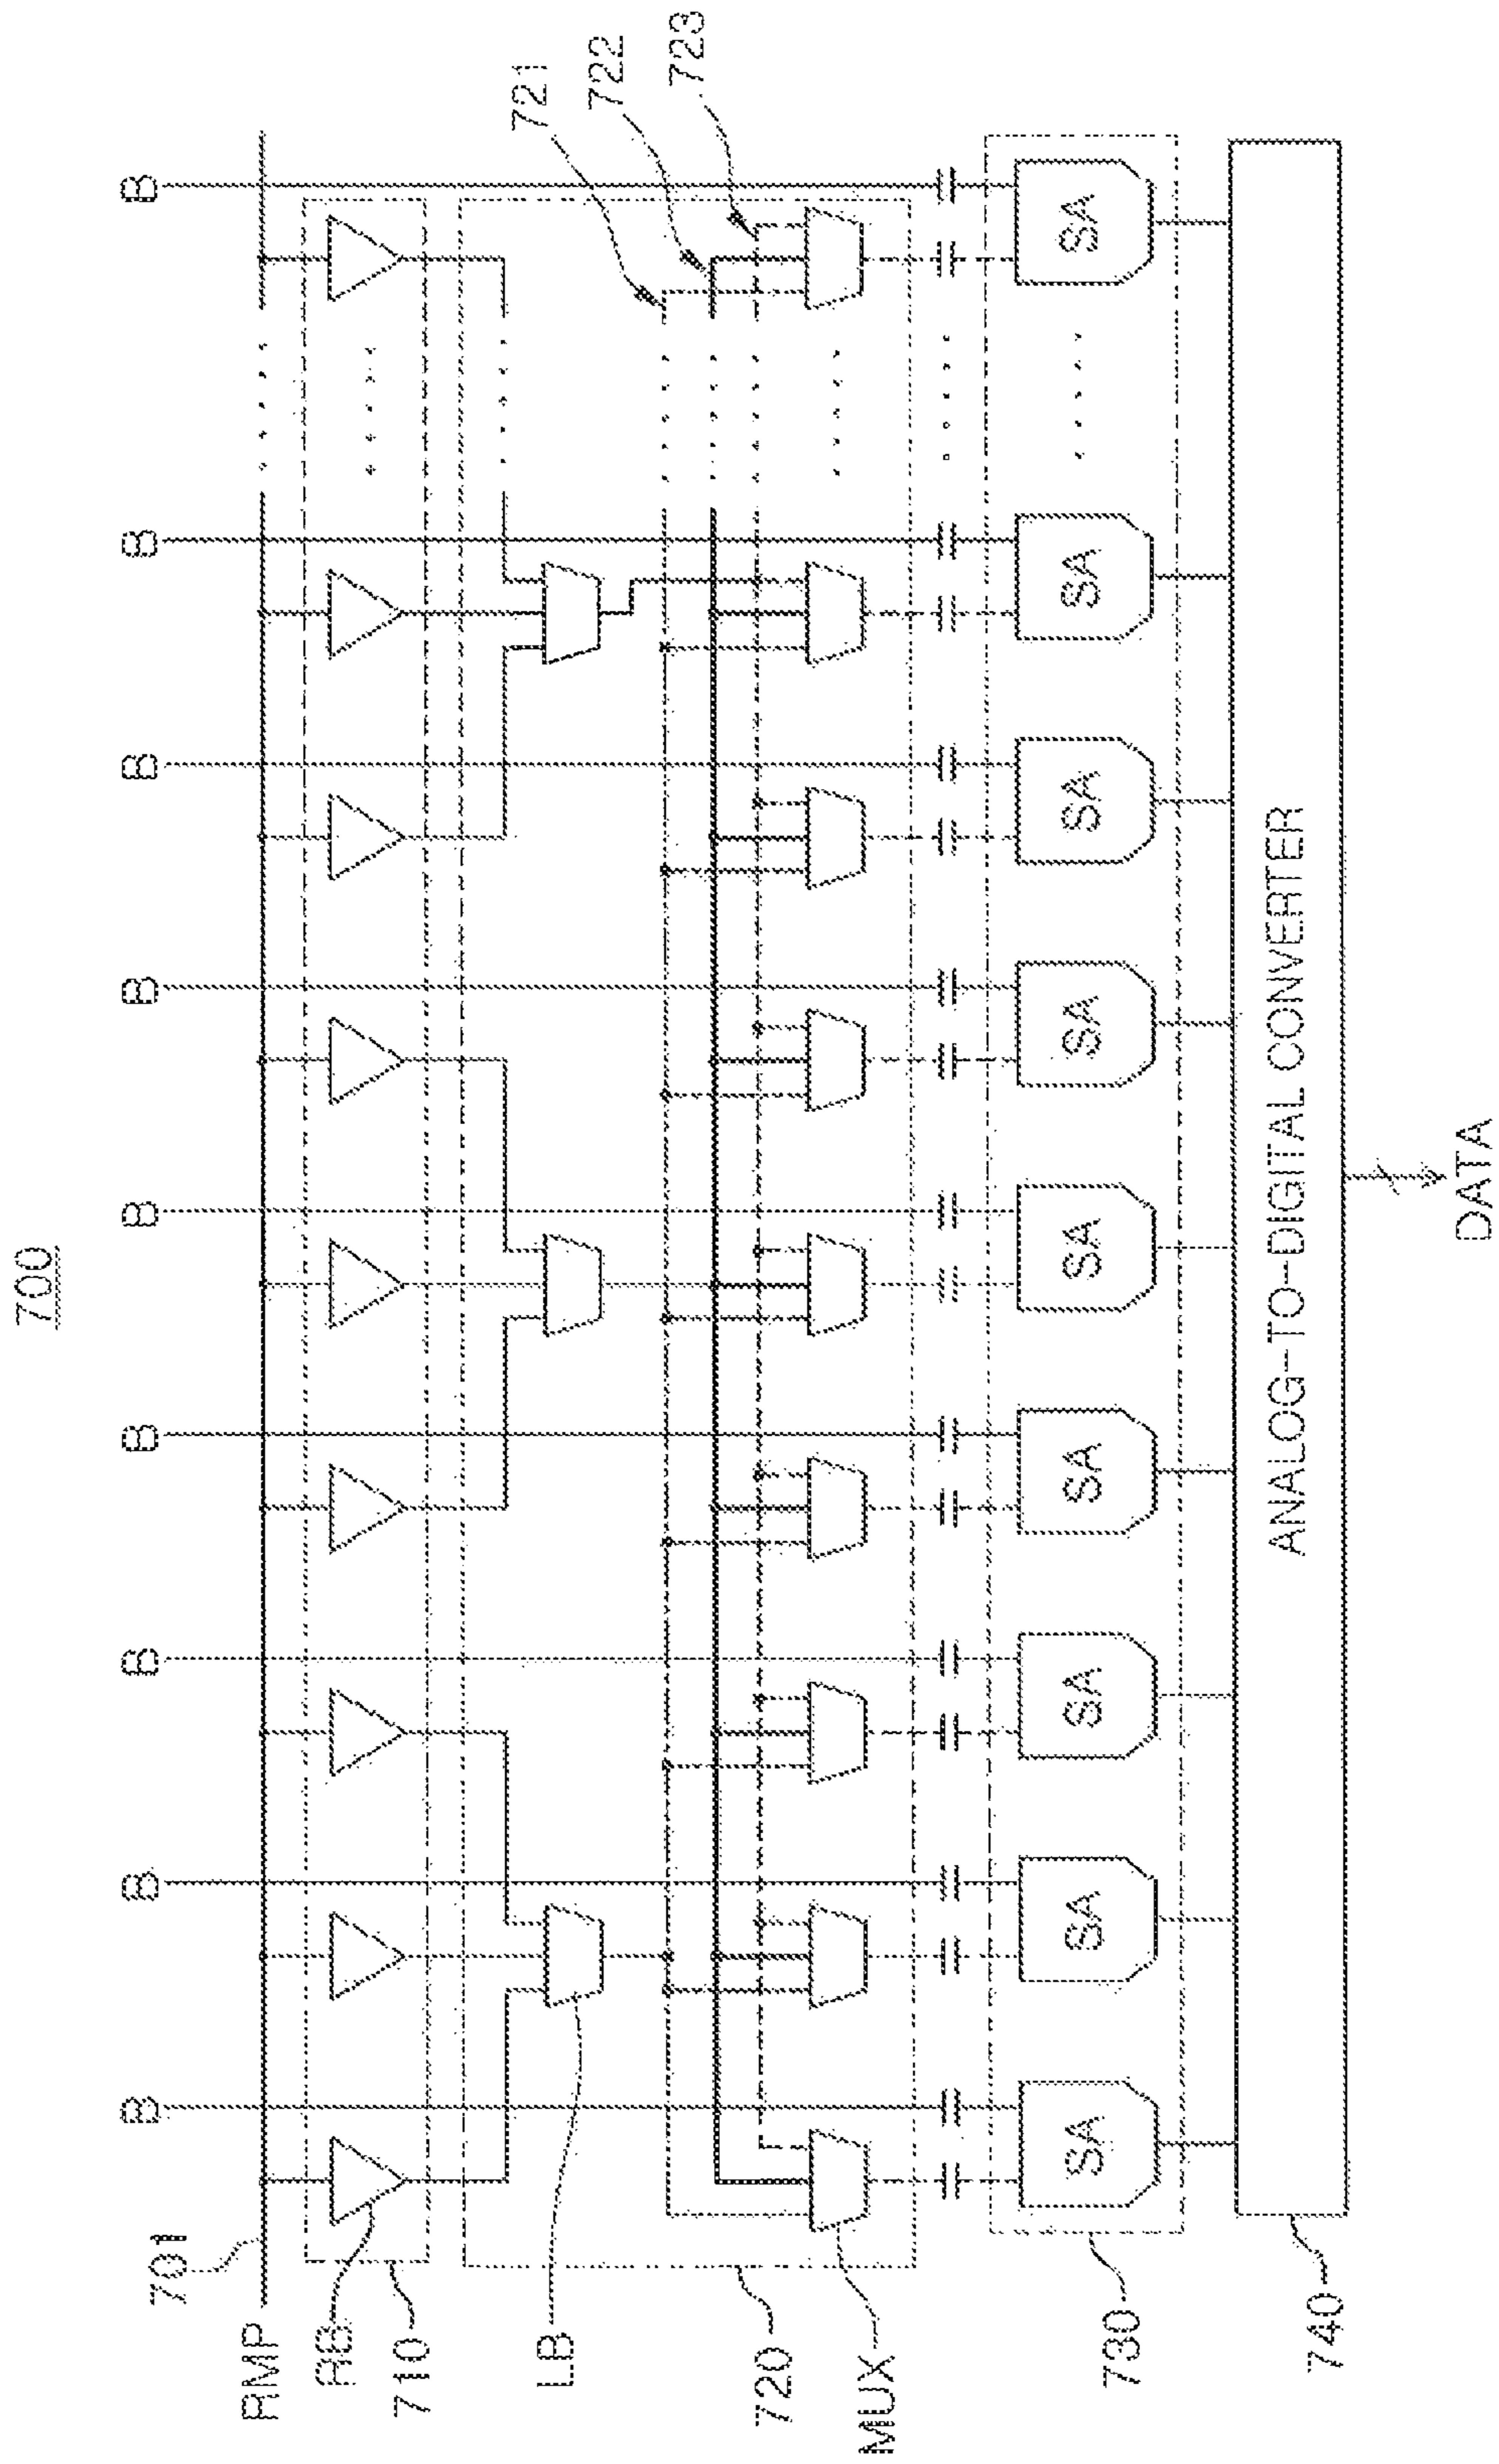 700
701
RMP
RB
710
LB
720
MUX
730
740
721
722
723
SA
SA
SA
SA
SA
SA
SA
SA
SA
ANALOG-TO-DIGITAL CONVERTER
DATA